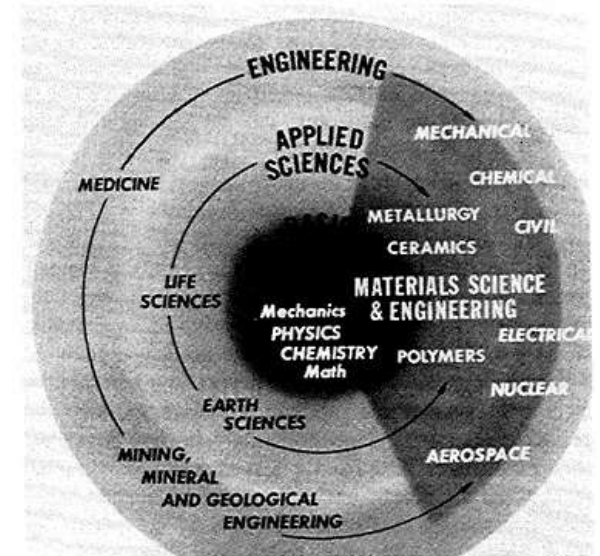 ENGINEERING
APPLIED
SCIENCES
MECHANICAL
MEDICINE
CHEMICAL
METALLURGY
CIVIL
CERAMICS
LIFE
SCIENCES
MATERIALS SCIENCE
& ENGINEERING
Mechanics
PHYSICS
CHEMISTRY
Math
ELECTRICAL
POLYMERS
NUCLEAR
EARTH
SCIENCES
MINING,
MINERAL
AND GEOLOGICAL
ENGINEERING
AEROSPACE